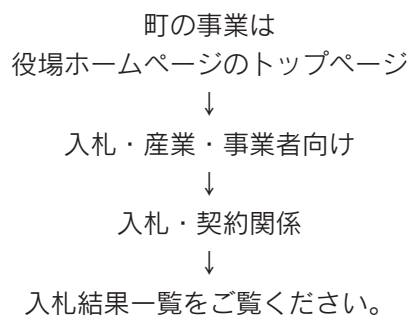 町の事業は
役場ホームページのトップページ
↓
入札・産業・事業者向け
↓
入札・契約関係
↓
入札結果一覧をご覧ください。